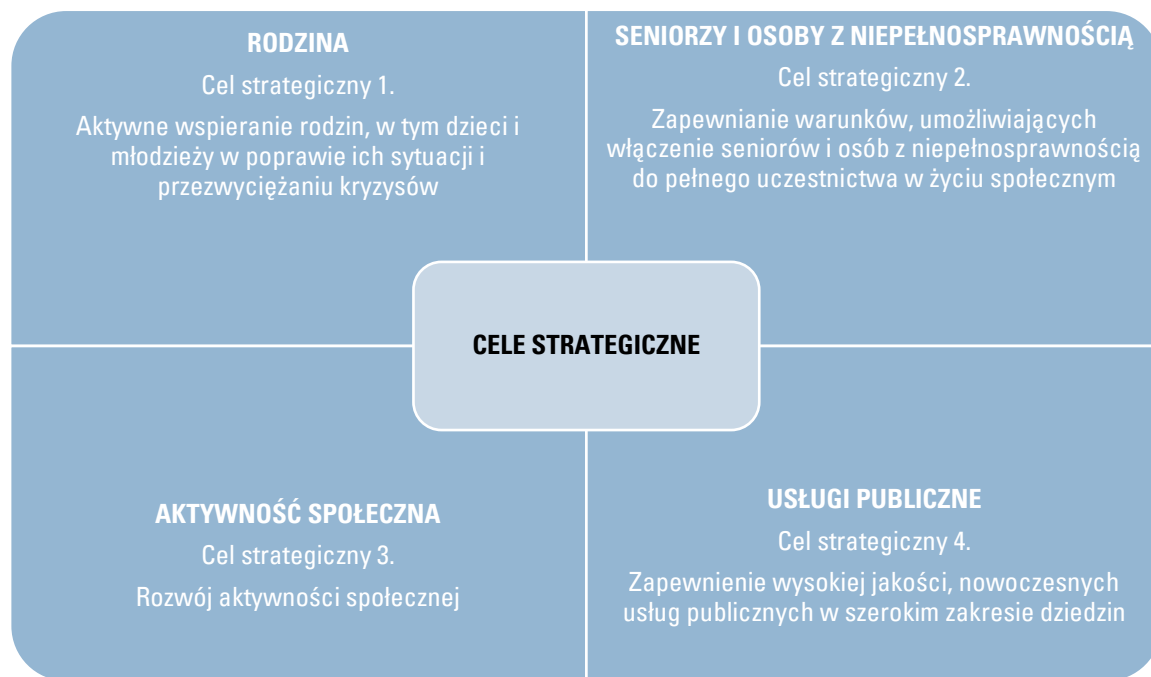 RODZINA
Cel strategiczny 1.
Aktywne wspieranie rodzin, w tym dzieci i
młodzieży w poprawie ich sytuacji i
przezwyciężaniu kryzysów
SENIORZY I OSOBY Z NIEPEŁNOSPRAWNOŚCIĄ
Cel strategiczny 2.
Zapewnianie warunków, umożliwiających
włączenie seniorów i osób z niepełnosprawnością
do pełnego uczestnictwa w życiu społecznym
CELE STRATEGICZNE
AKTYWNOŚĆ SPOŁECZNA
Cel strategiczny 3.
Rozwój aktywności społecznej
USŁUGI PUBLICZNE
Cel strategiczny 4.
Zapewnienie wysokiej jakości, nowoczesnych
usług publicznych w szerokim zakresie dziedzin